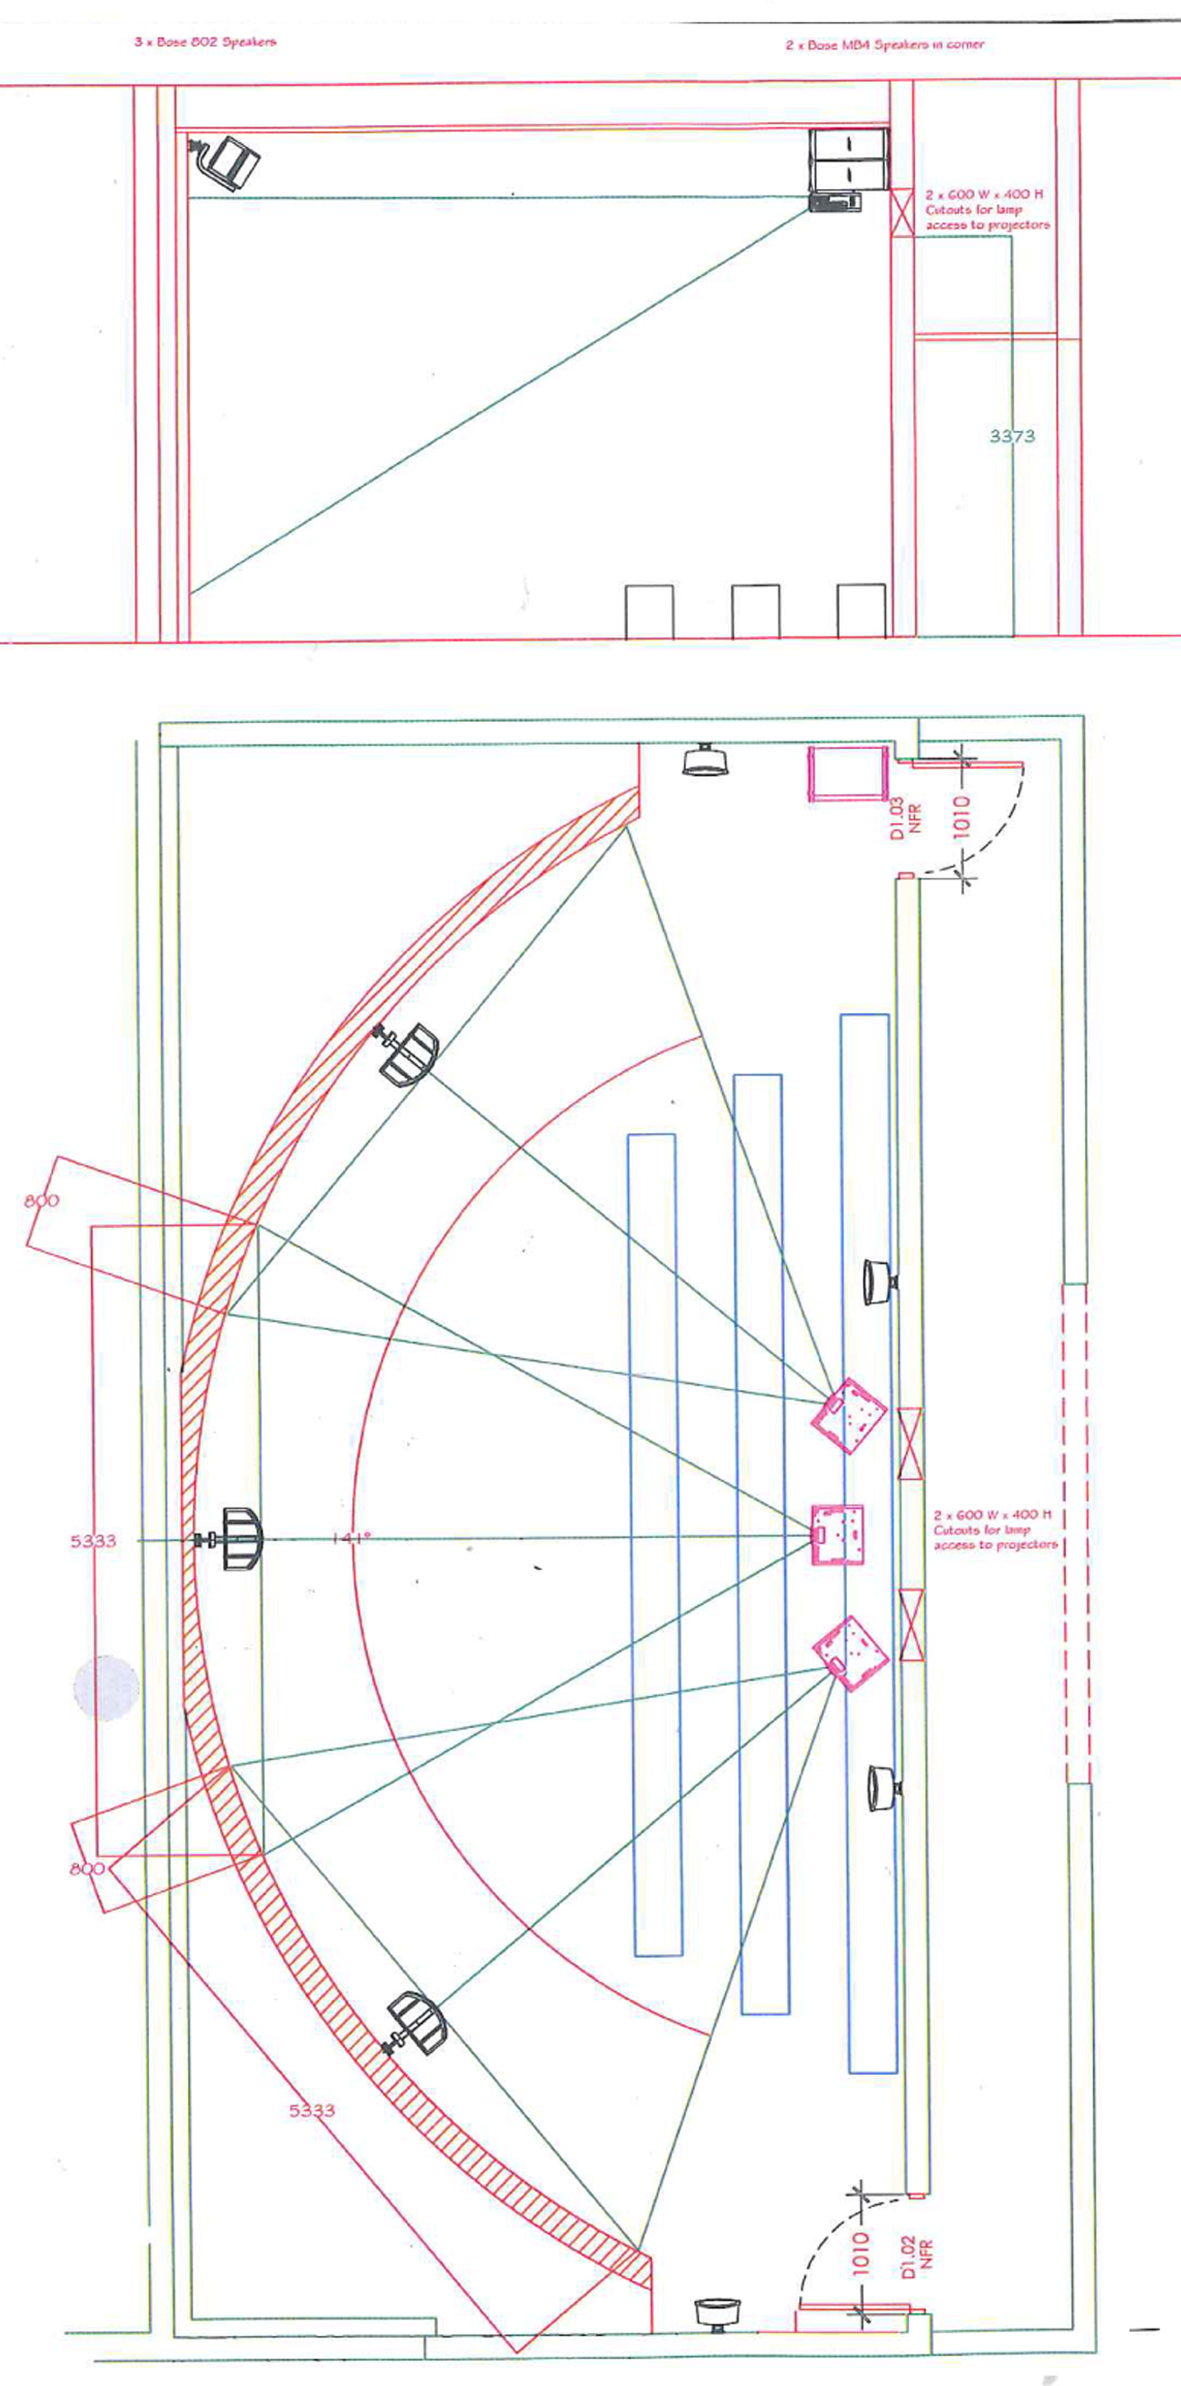 3 x Bose 802 Speakers
2 x Bose MB4 Speakers in corner
2 x 600 W x 400 H
Cutouts for lamp
access to projectors
3373
D1.03
NFR
1010
800
5333
141°
2 x 600 W x 400 H
Cutouts for lamp
access to projectors
800
5333
1010
D1.02
NFR